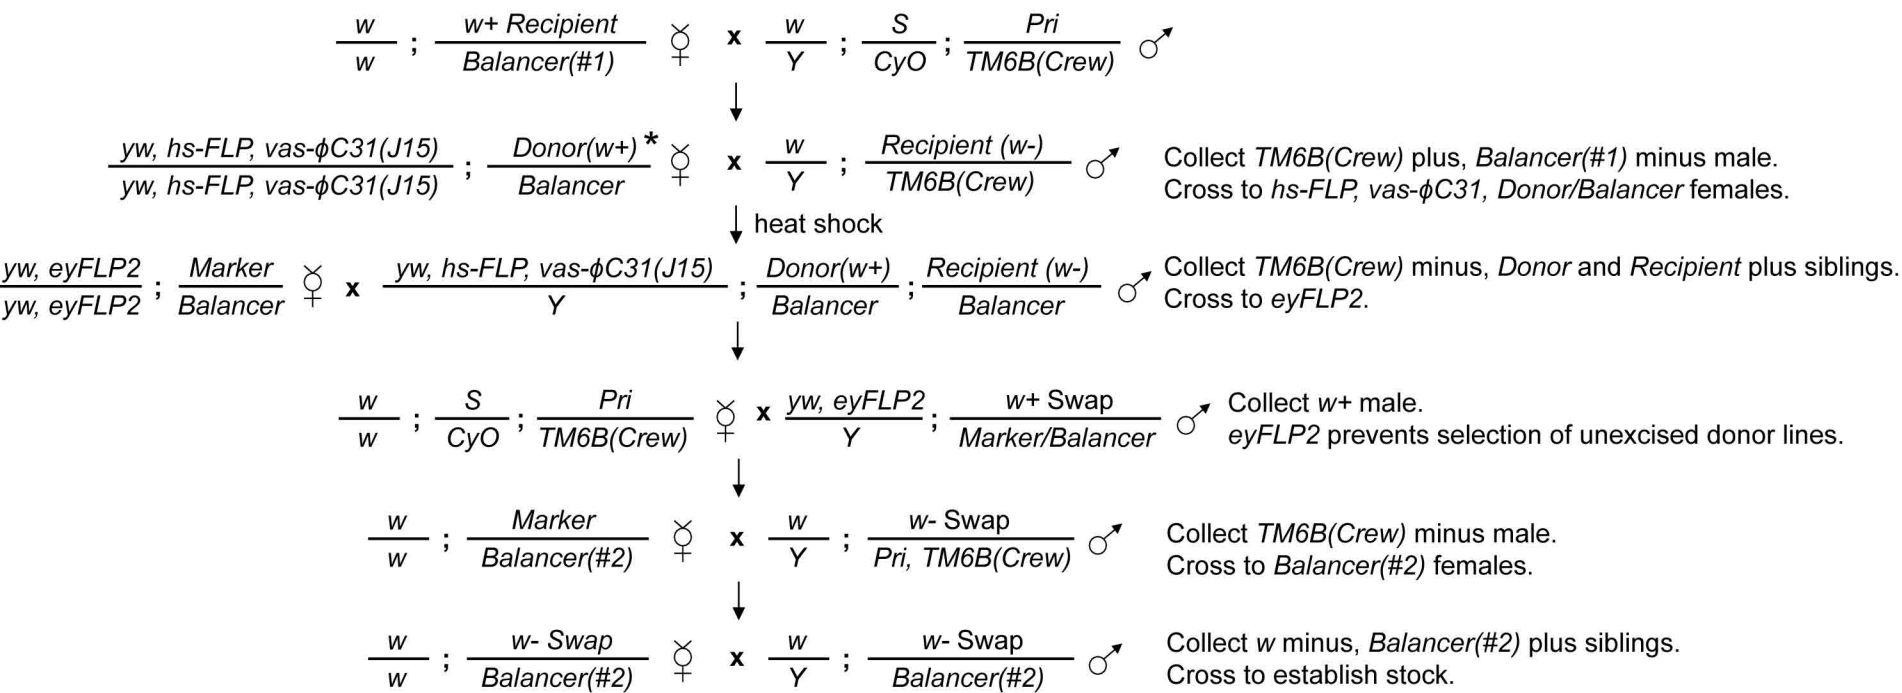 w w+ Recipient w S Pri
; x ; ;
w Balancer(#1) Y CyO TM6B(Crew)
yw, hs-FLP, vas-ϕC31(J15) Donor(w+)* w Recipient (w-)
; x ;
yw, hs-FLP, vas-ϕC31(J15) Balancer Y TM6B(Crew)
Collect TM6B(Crew) plus, Balancer(#1) minus male.
Cross to hs-FLP, vas-ϕC31, Donor/Balancer females.
heat shock
yw, eyFLP2 Marker yw, hs-FLP, vas-ϕC31(J15) Donor(w+) Recipient (w-)
; x ; ;
yw, eyFLP2 Balancer Y Balancer Balancer
Collect TM6B(Crew) minus, Donor and Recipient plus siblings.
Cross to eyFLP2.
w S Pri yw, eyFLP2 w+ Swap
; ; x ;
w CyO TM6B(Crew) Y Marker/Balancer
Collect w+ male.
eyFLP2 prevents selection of unexcised donor lines.
w Marker w w- Swap
; x ;
w Balancer(#2) Y Pri, TM6B(Crew)
Collect TM6B(Crew) minus male.
Cross to Balancer(#2) females.
w w- Swap w w- Swap
; x ;
w Balancer(#2) Y Balancer(#2)
Collect w minus, Balancer(#2) plus siblings.
Cross to establish stock.